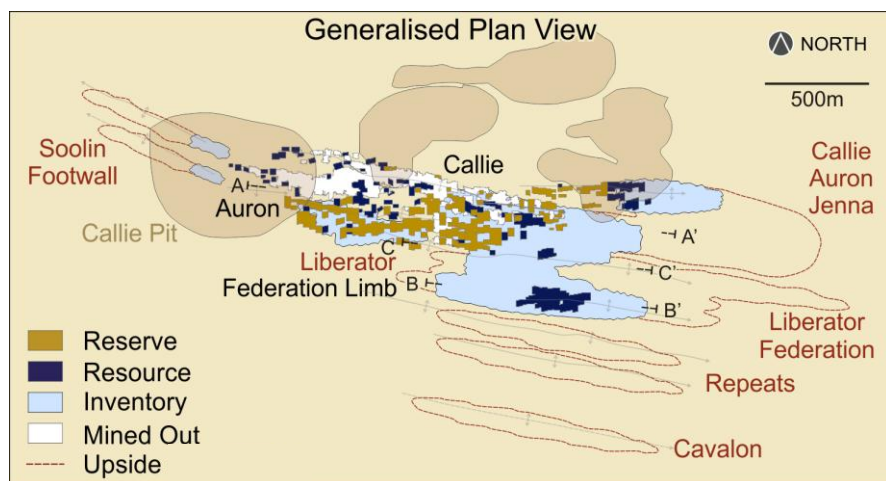 Generalised Plan View
NORTH
500m
Soolin
Footwall
Callie
Callie
Auron
Jenna
A
Auron
Callie Pit
A'
C
C'
Liberator
Federation Limb
B
B'
Liberator
Federation
Reserve
Resource
Inventory
Mined Out
Upside
Repeats
Cavalon